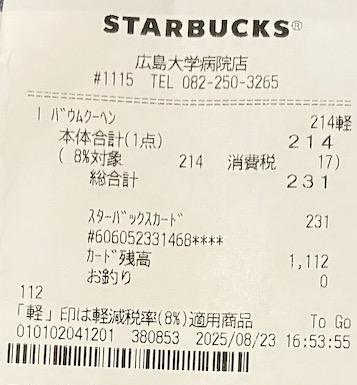 STARBUCKS®
広島大学病院店
#1115 TEL 082-250-3265
1 バウムクーヘン 214軽
本体合計(1点) 214
( 8%対象 214 消費税 17)
総合計 231
スターバックスカード 231
#606052331468****
カード残高 1,112
お釣り 0
112
「軽」印は軽減税率(8%)適用商品 To Go
010102041201 380853 2025/08/23 16:53:55